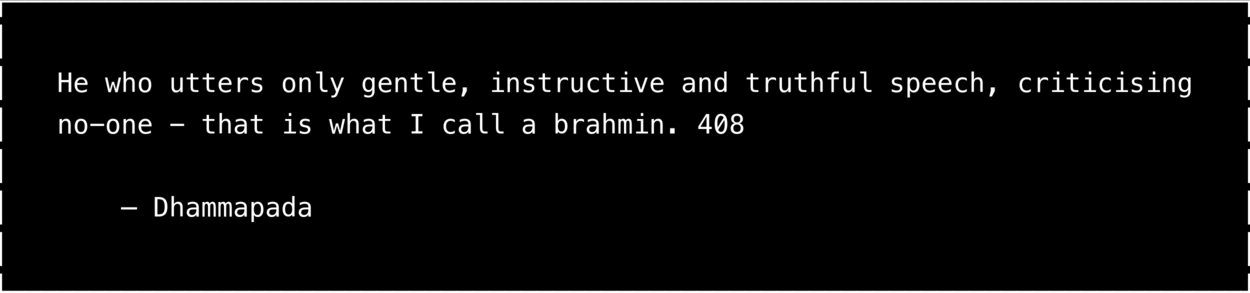 He who utters only gentle, instructive and truthful speech, criticising
no-one - that is what I call a brahmin. 408
— Dhammapada